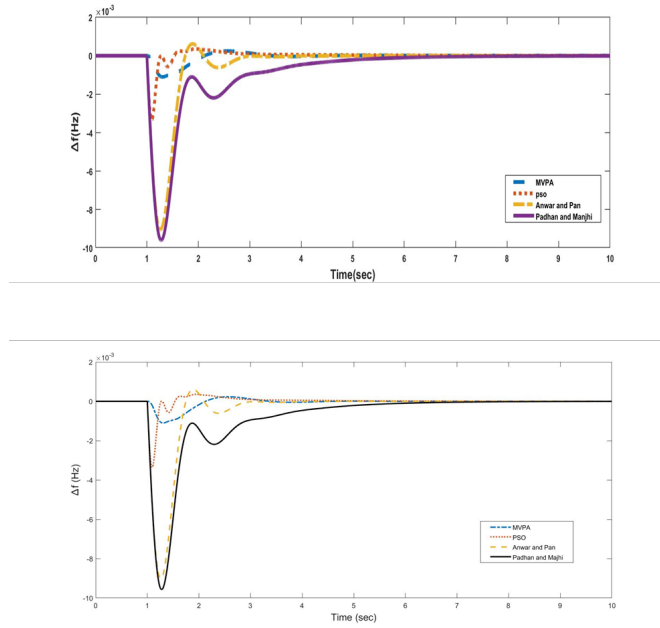 ×10-3
2
0
-2
-4
-6
-8
-10
Δf(Hz)
MVPA
pso
Anwar and Pan
Padhan and Manjhi
0 1 2 3 4 5 6 7 8 9 10
Time(sec)
×10-3
2
0
-2
-4
-6
-8
-10
Δf (Hz)
MVPA
PSO
Anwar and Pan
Padhan and Majhi
0 1 2 3 4 5 6 7 8 9 10
Time (sec)